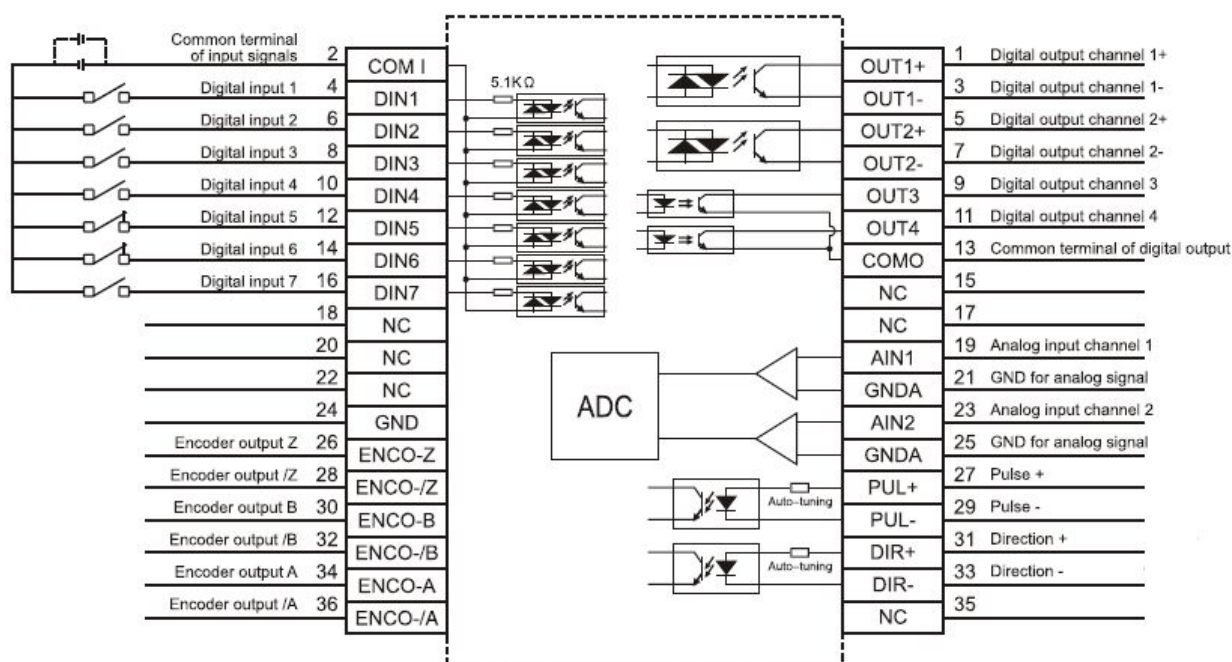 Common terminal
of input signals 2 COM I
Digital input 1 4 DIN1
Digital input 2 6 DIN2
Digital input 3 8 DIN3
Digital input 4 10 DIN4
Digital input 5 12 DIN5
Digital input 6 14 DIN6
Digital input 7 16 DIN7
18 NC
20 NC
22 NC
24 GND
Encoder output Z 26 ENCO-Z
Encoder output /Z 28 ENCO-/Z
Encoder output B 30 ENCO-B
Encoder output /B 32 ENCO-/B
Encoder output A 34 ENCO-A
Encoder output /A 36 ENCO-/A
5.1KΩ
ADC
Auto-tuning
Auto-tuning
OUT1+ 1 Digital output channel 1+
OUT1- 3 Digital output channel 1-
OUT2+ 5 Digital output channel 2+
OUT2- 7 Digital output channel 2-
OUT3 9 Digital output channel 3
OUT4 11 Digital output channel 4
COMO 13 Common terminal of digital output
NC 15
NC 17
AIN1 19 Analog input channel 1
GNDA 21 GND for analog signal
AIN2 23 Analog input channel 2
GNDA 25 GND for analog signal
PUL+ 27 Pulse +
PUL- 29 Pulse -
DIR+ 31 Direction +
DIR- 33 Direction -
NC 35